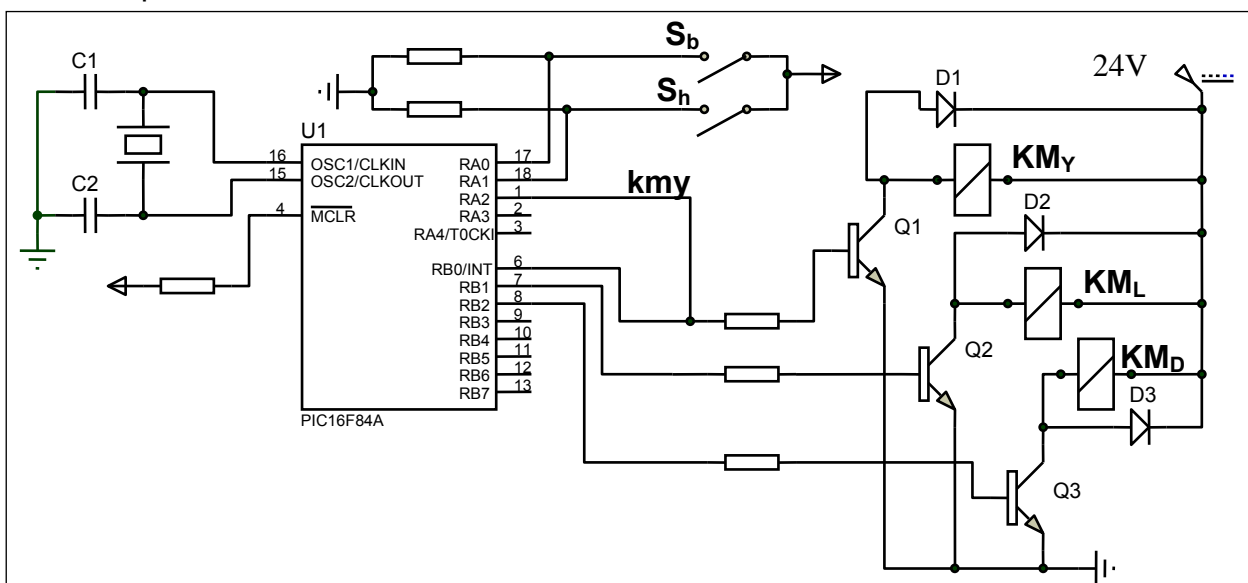 S_b
C1
24V
D1
S_h
U1
16 OSC1/CLKIN RA0 17
KM_Y
15 OSC2/CLKOUT RA1 18
C2
kmy
RA2 1
4 MCLR RA3 2
D2
RA4/T0CKI 3
Q1
RB0/INT 6
RB1 7
KM_L
RB2 8
RB3 9
RB4 10
Q2
RB5 11
KM_D
RB6 12
RB7 13
D3
PIC16F84A
Q3